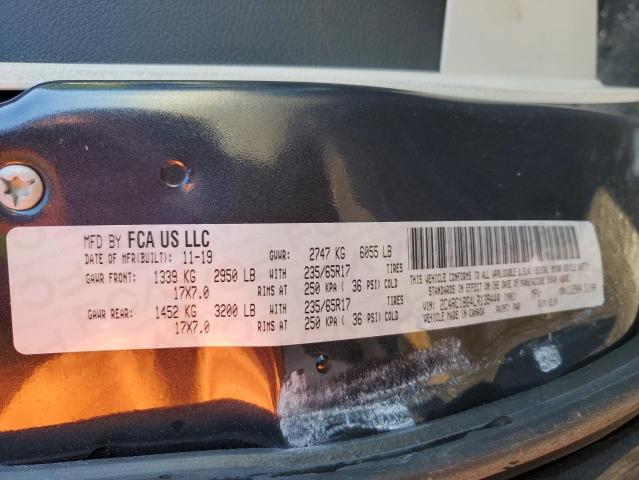 MFD BY FCA US LLC
DATE OF MFR(BUILT): 11-19 GVWR: 2747 KG 6055 LB
GAWR FRONT: 1339 KG 2950 LB WITH 235/65R17 TIRES
17X7.0 RIMS AT 250 KPA ( 36 PSI) COLD
GAWR REAR: 1452 KG 3200 LB WITH 235/65R17 TIRES
17X7.0 RIMS AT 250 KPA ( 36 PSI) COLD
THIS VEHICLE CONFORMS TO ALL APPLICABLE U.S.A. MOTOR VEHICLE
STANDARDS IN EFFECT ON THE DATE OF MANUFACTURE SHOWN ABOVE.
VIN: TYPE:
MADE IN CANADA PAINT: